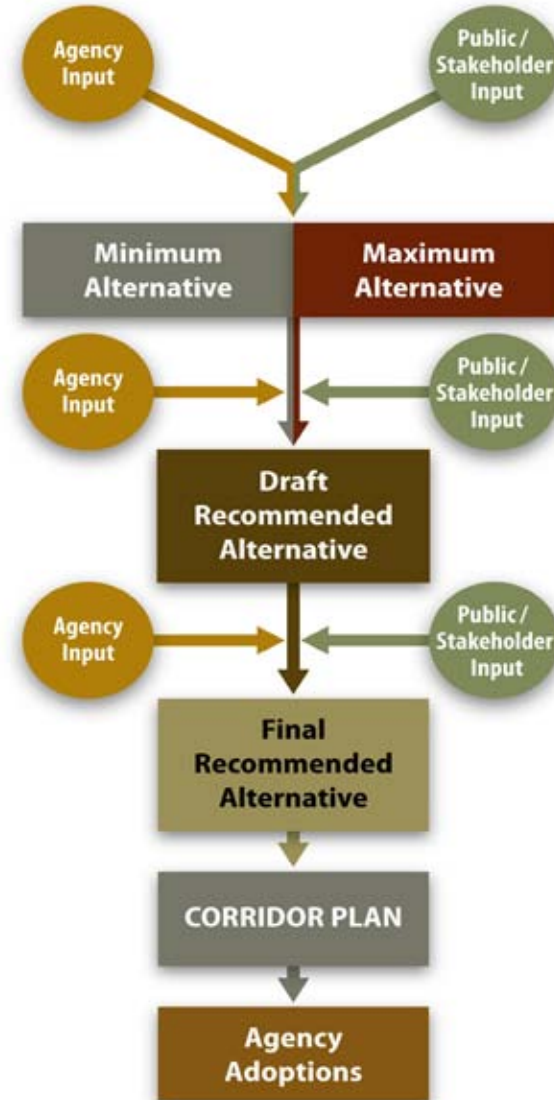 Agency
Input
Public /
Stakeholder
Input
Minimum
Alternative
Maximum
Alternative
Agency
Input
Public /
Stakeholder
Input
Draft
Recommended
Alternative
Agency
Input
Public /
Stakeholder
Input
Final
Recommended
Alternative
CORRIDOR PLAN
Agency
Adoptions